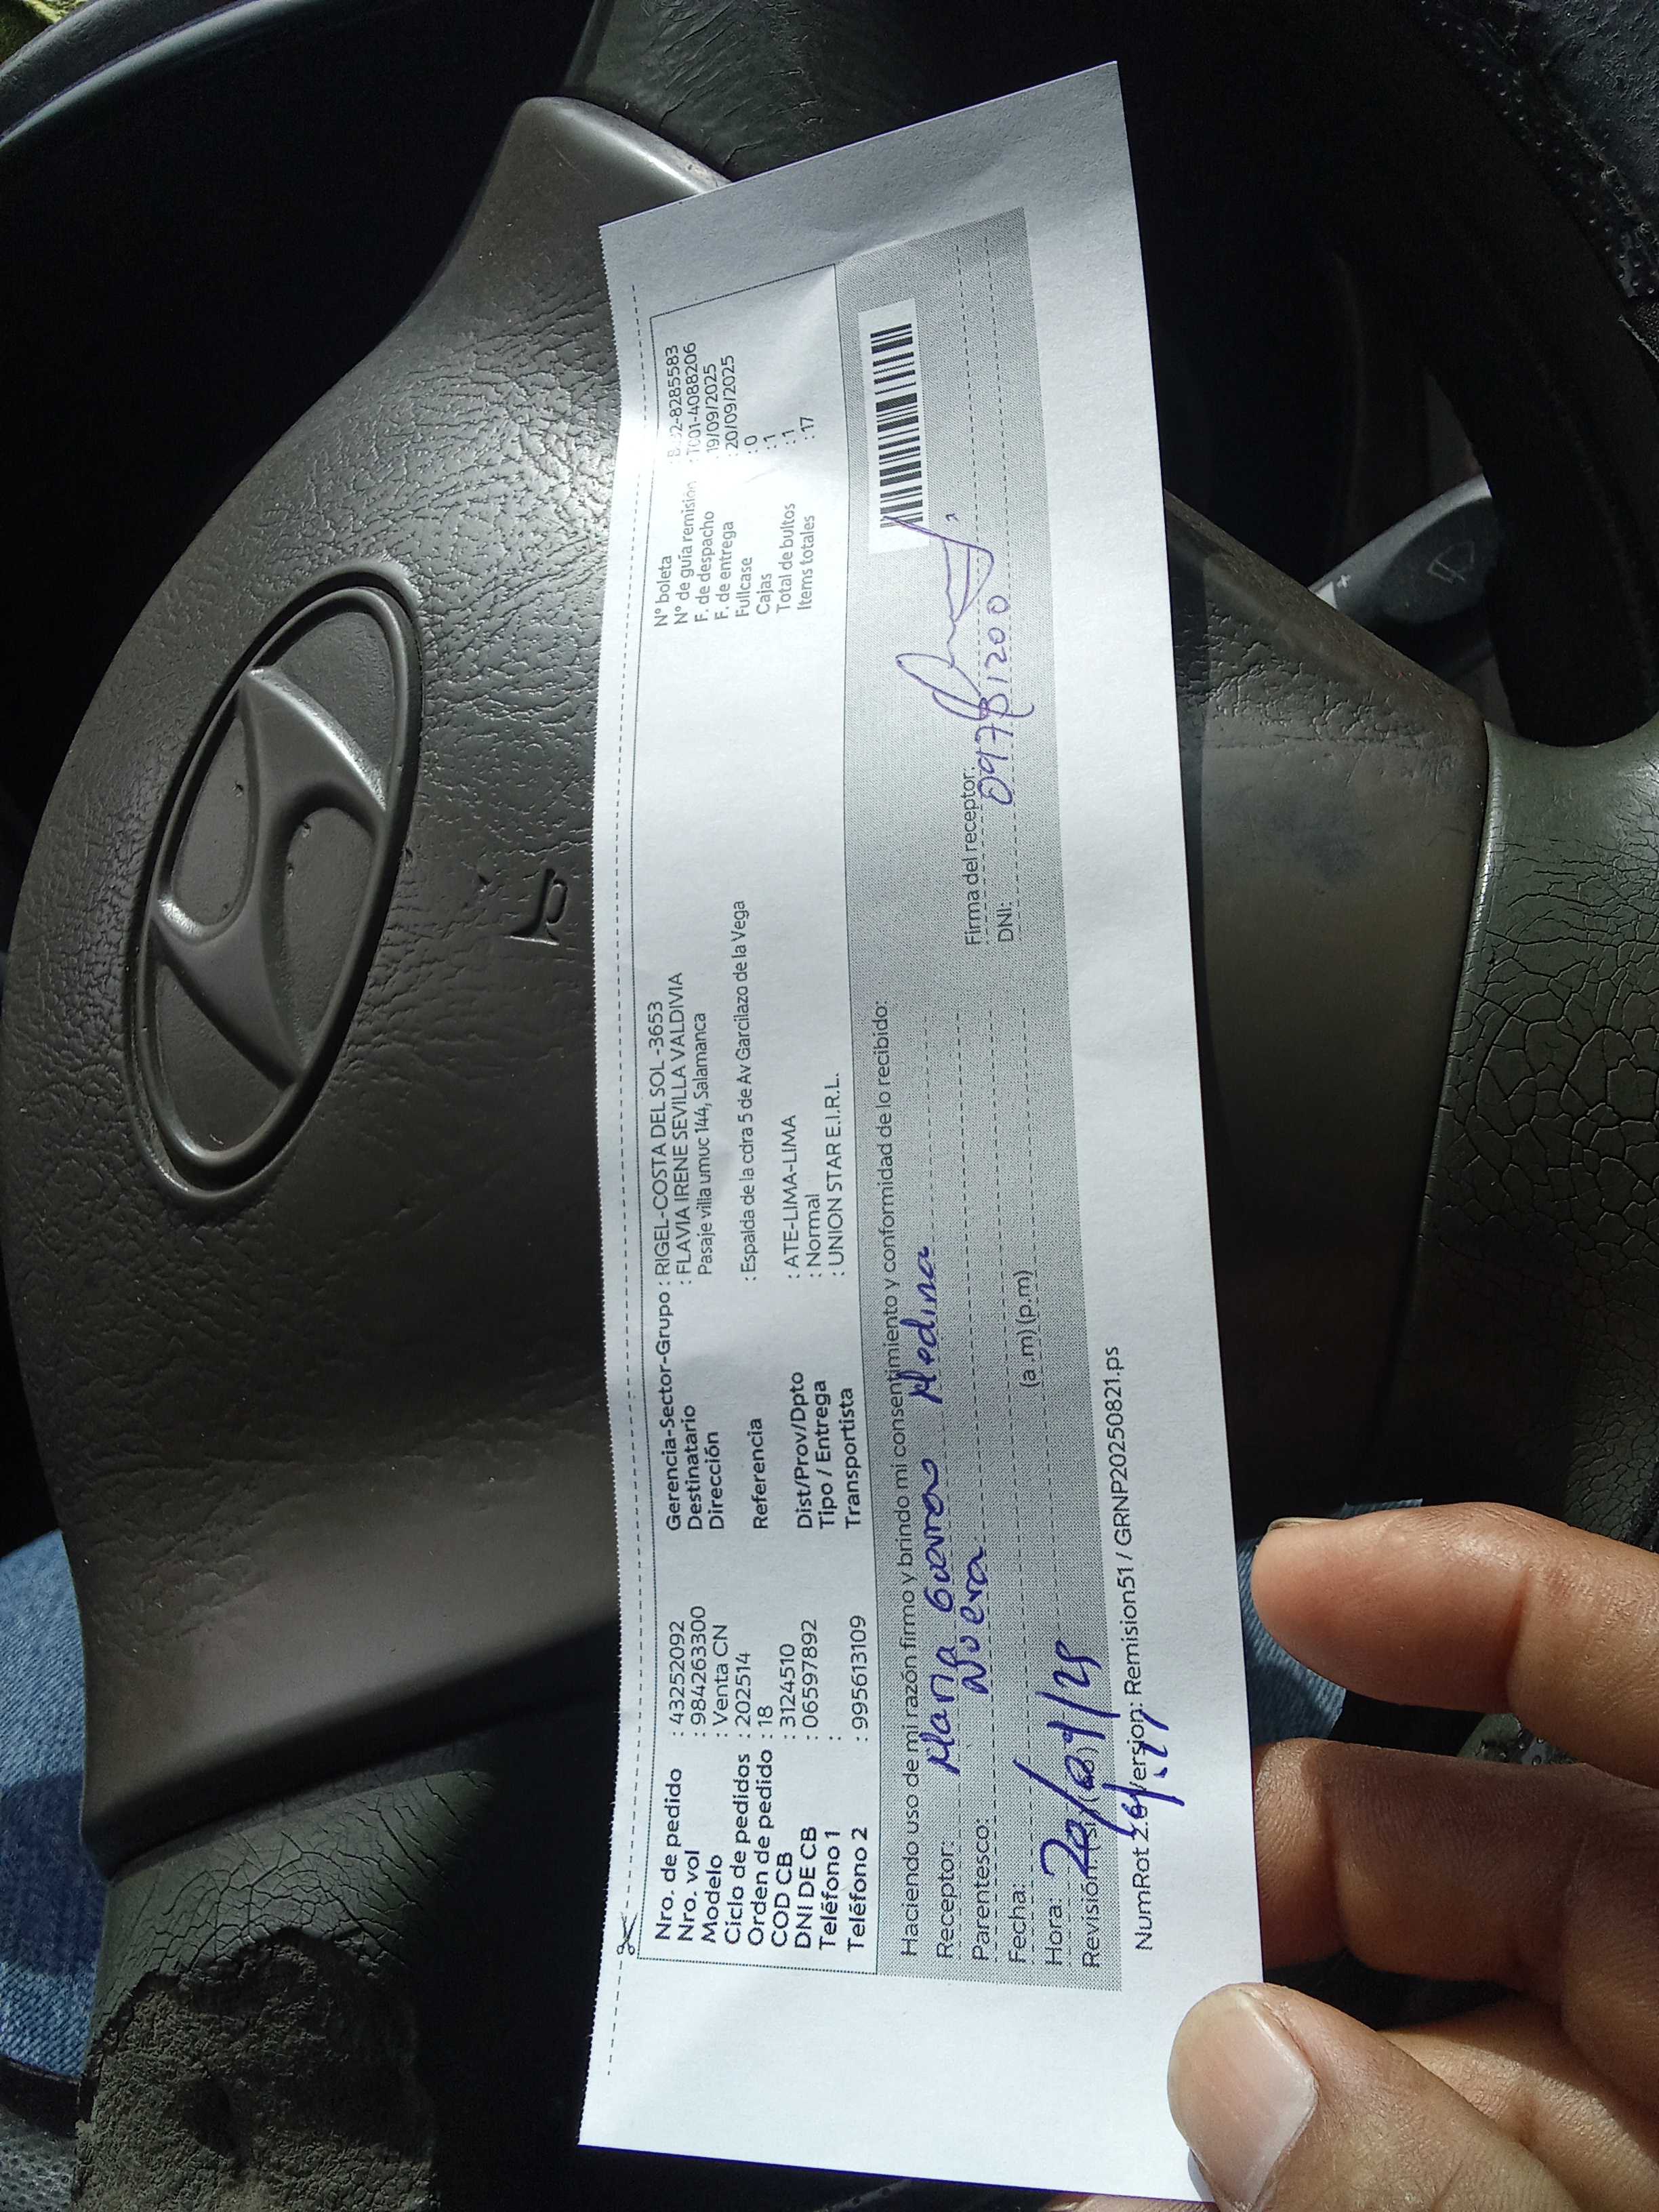 Nro. de pedido : 43252092
Nro. vol : 984263300
Modelo : Venta CN
Ciclo de pedidos : 202514
Orden de pedido : 18
COD CB : 3124510
DNI DE CB : 06597892
Teléfono 1 :
Teléfono 2 : 995613109
Gerencia-Sector-Grupo : RIGEL-COSTA DEL SOL -3653
Destinatario : FLAVIA IRENE SEVILLA VALDIVIA
Dirección Pasaje villa umuc 144, Salamanca
Referencia : Espalda de la cdra 5 de Av Garcilazo de la Vega
Dist/Prov/Dpto : ATE-LIMA-LIMA
Tipo / Entrega : Normal
Transportista : UNION STAR E.I.R.L.
N° boleta 2-8285583
N° de guía remisión : T001-4088206
F. de despacho : 19/09/2025
F. de entrega : 20/09/2025
Fullcase : 0
Cajas : 1
Total de bultos : 1
Items totales : 17
Haciendo uso de mi razón firmo y brindo mi consentimiento y conformidad de lo recibido:
Receptor: Maria Medina
Parentesco: Nuera
Fecha: 20/09/25
Hora: (a.m) (p.m)
Revisión:
Firma del receptor:
DNI: 09781200
NumRot 2. Version: Remision51 / GRNP20250821.ps